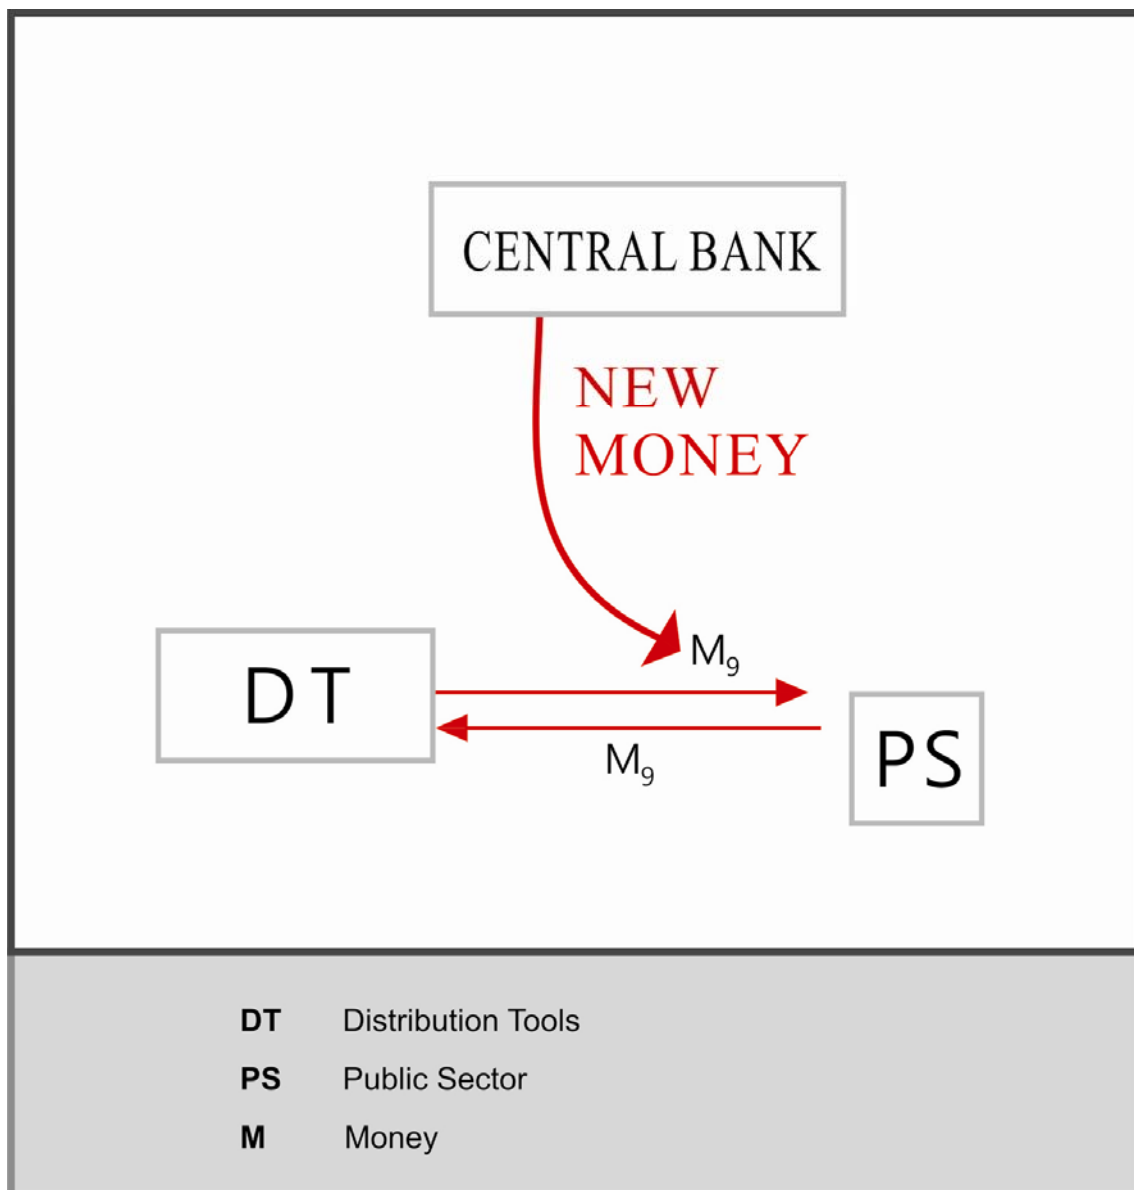 CENTRAL BANK
NEW
MONEY
M₉
DT
M₉
PS
DT Distribution Tools
PS Public Sector
M Money